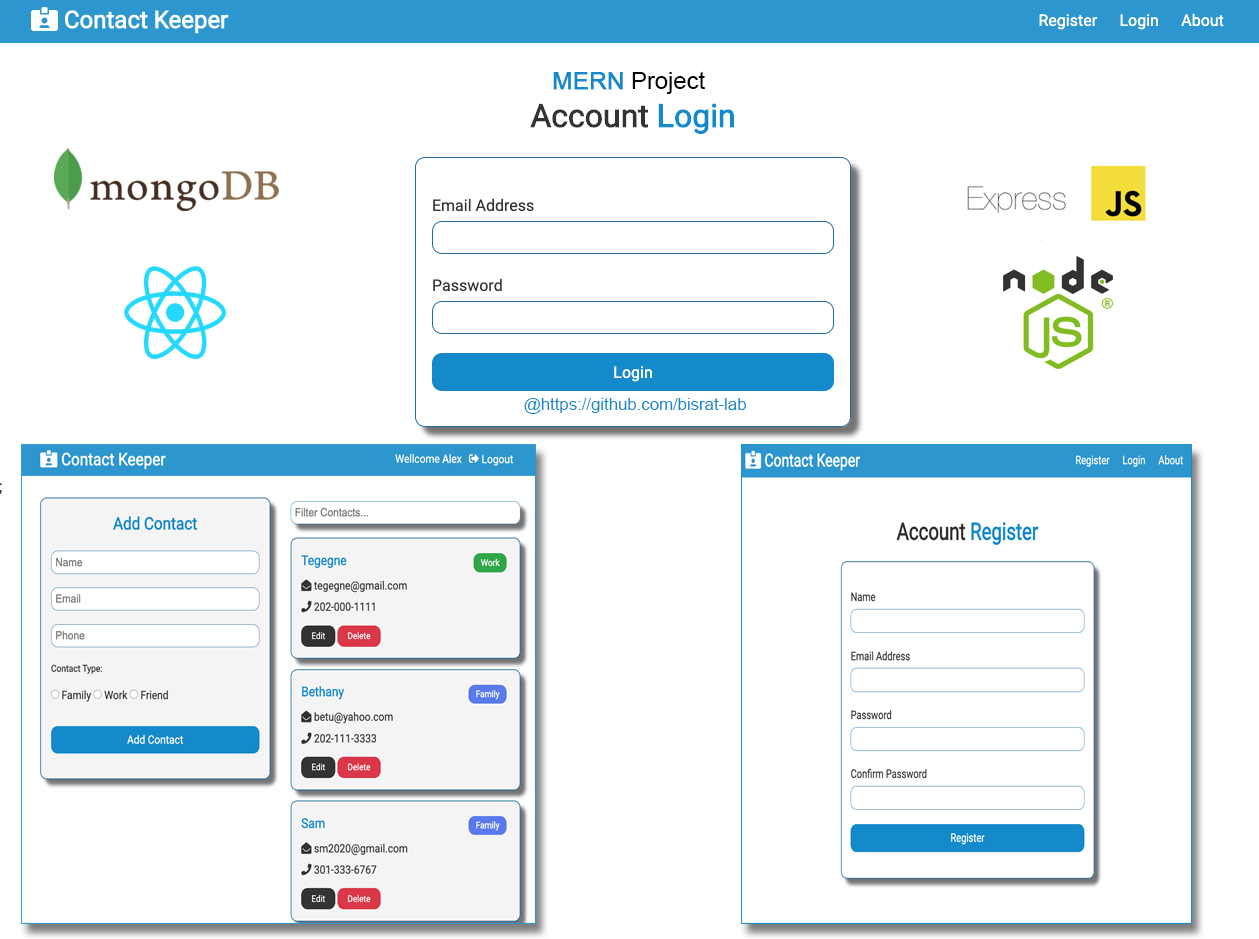 Contact Keeper
Register Login About
MERN Project
Account Login
mongoDB
Express JS
node
JS
®
Email Address
Password
Login
@https://github.com/bisrat-lab
Contact Keeper
Wellcome Alex Logout
Add Contact
Name
Email
Phone
Contact Type:
Family Work Friend
Add Contact
Filter Contacts...
Tegegne Work
tegegne@gmail.com
202-000-1111
Edit Delete
Bethany Family
betu@yahoo.com
202-111-3333
Edit Delete
Sam Family
sm2020@gmail.com
301-333-6767
Edit Delete
Contact Keeper
Register Login About
Account Register
Name
Email Address
Password
Confirm Password
Register